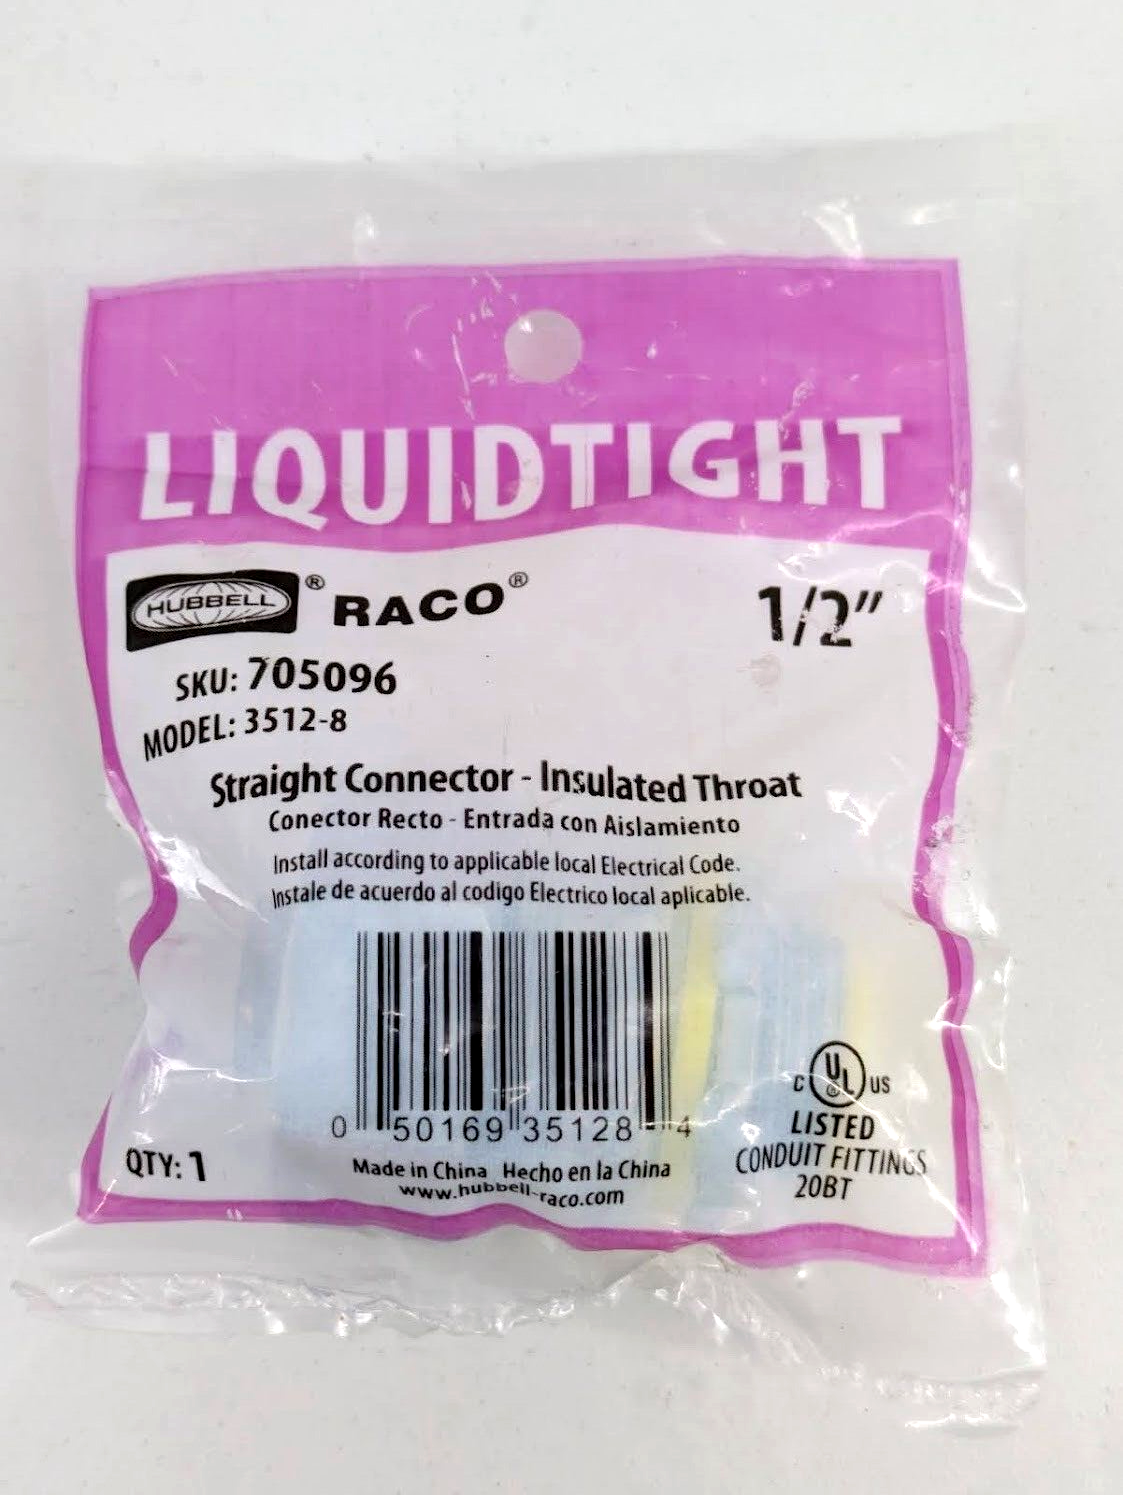 LIQUIDTIGHT
HUBBELL® RACO® 1/2"
SKU: 705096
MODEL: 3512-8
Straight Connector - Insulated Throat
Conector Recto - Entrada con Aislamiento
Install according to applicable local Electrical Code.
Instale de acuerdo al codigo Electrico local aplicable.
0 50169 35128 4
C UL US
LISTED
CONDUIT FITTINGS
20BT
QTY: 1
Made in China Hecho en la China
www.hubbell-raco.com